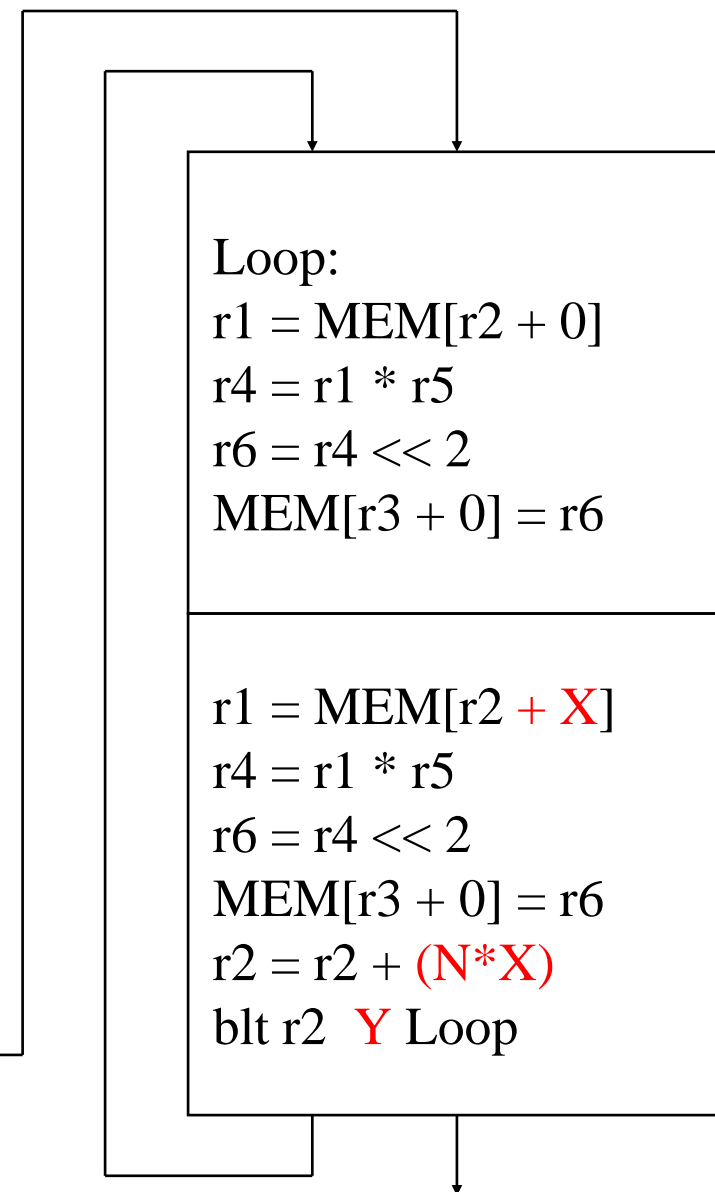 Loop:
r1 = MEM[r2 + 0]
r4 = r1 * r5
r6 = r4 << 2
MEM[r3 + 0] = r6
r1 = MEM[r2 + X]
r4 = r1 * r5
r6 = r4 << 2
MEM[r3 + 0] = r6
r2 = r2 + (N*X)
blt r2 Y Loop